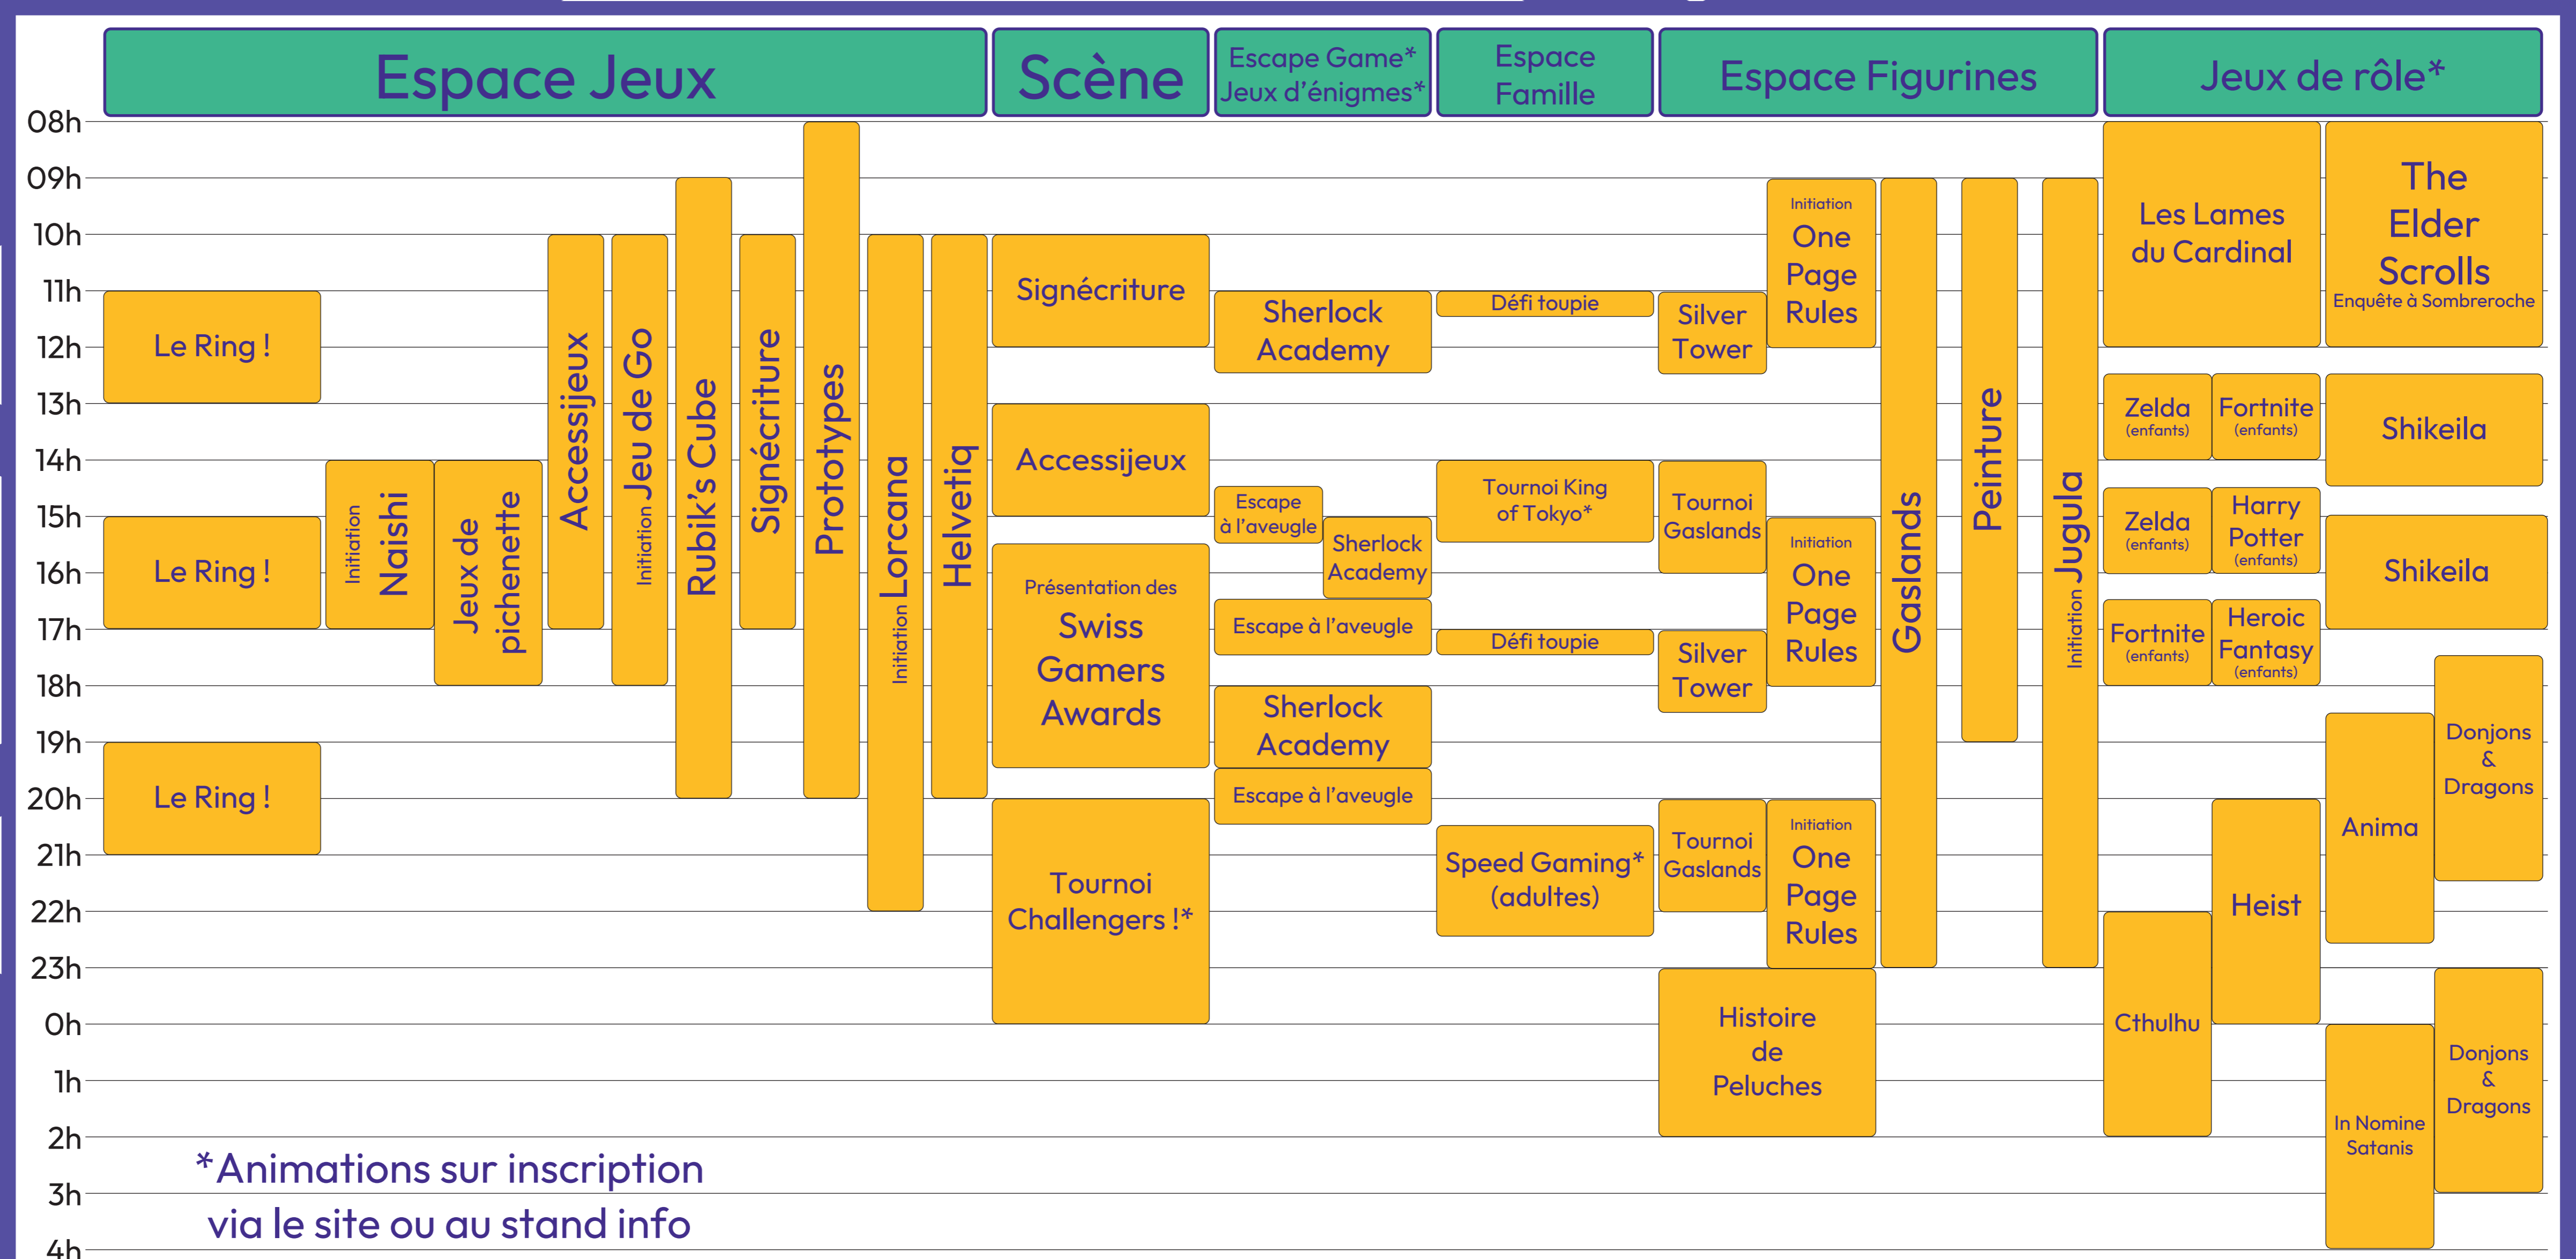 Espace Jeux
Scène
Escape Game*
Jeux d'énigmes*
Espace
Famille
Espace Figurines
Jeux de rôle*
08h
09h
10h
11h
12h
13h
14h
15h
16h
17h
18h
19h
20h
21h
22h
23h
0h
1h
2h
3h
4h
Le Ring !
Le Ring !
Le Ring !
Initiation
Naishi
Jeux de
pichenette
Accessijeux
Initiation Jeu de Go
Rubik's Cube
Signécriture
Prototypes
Initiation Lorcana
Helvetiq
Signécriture
Accessijeux
Présentation des
Swiss
Gamers
Awards
Tournoi
Challengers !*
Sherlock
Academy
Escape
à l'aveugle
Sherlock
Academy
Escape à l'aveugle
Sherlock
Academy
Escape à l'aveugle
Défi toupie
Tournoi King
of Tokyo*
Défi toupie
Speed Gaming*
(adultes)
Silver
Tower
Tournoi
Gaslands
Silver
Tower
Tournoi
Gaslands
Initiation
One
Page
Rules
Initiation
One
Page
Rules
Initiation
One
Page
Rules
Histoire
de
Peluches
Gaslands
Peinture
Initiation Jugula
Les Lames
du Cardinal
The
Elder
Scrolls
Enquête à Sombreroche
Zelda
(enfants)
Fortnite
(enfants)
Shikeila
Zelda
(enfants)
Harry
Potter
(enfants)
Shikeila
Fortnite
(enfants)
Heroic
Fantasy
(enfants)
Donjons
&
Dragons
Anima
Heist
Cthulhu
Donjons
&
Dragons
In Nomine
Satanis
*Animations sur inscription
via le site ou au stand info